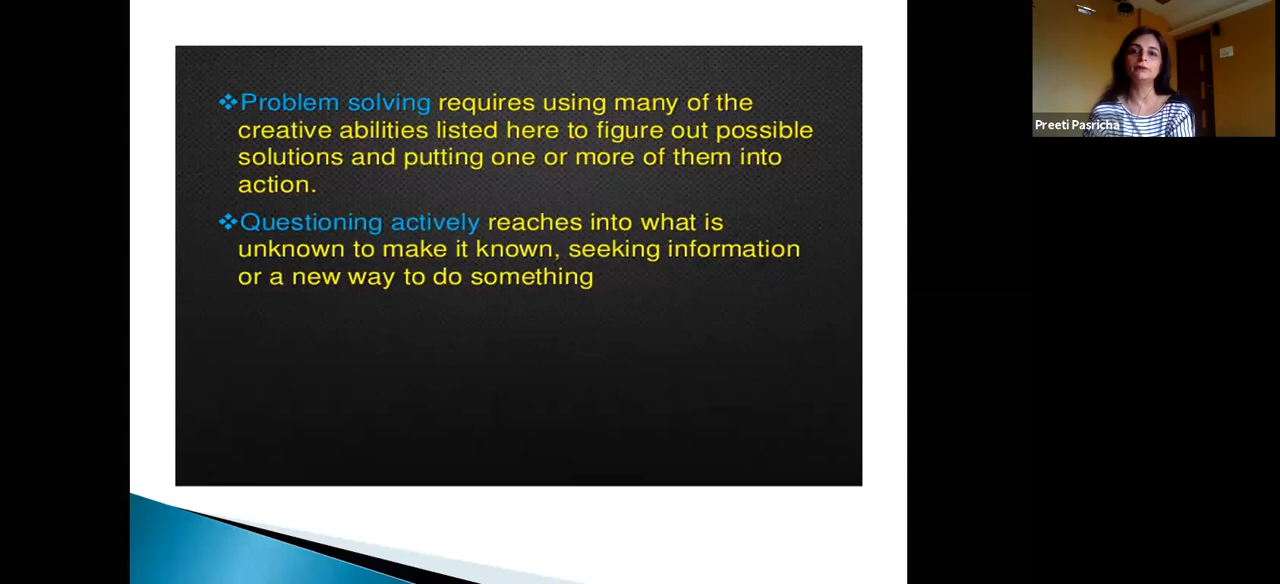 ❖Problem solving requires using many of the
creative abilities listed here to figure out possible
solutions and putting one or more of them into
action.
❖Questioning actively reaches into what is
unknown to make it known, seeking information
or a new way to do something
Preeti Pasricha